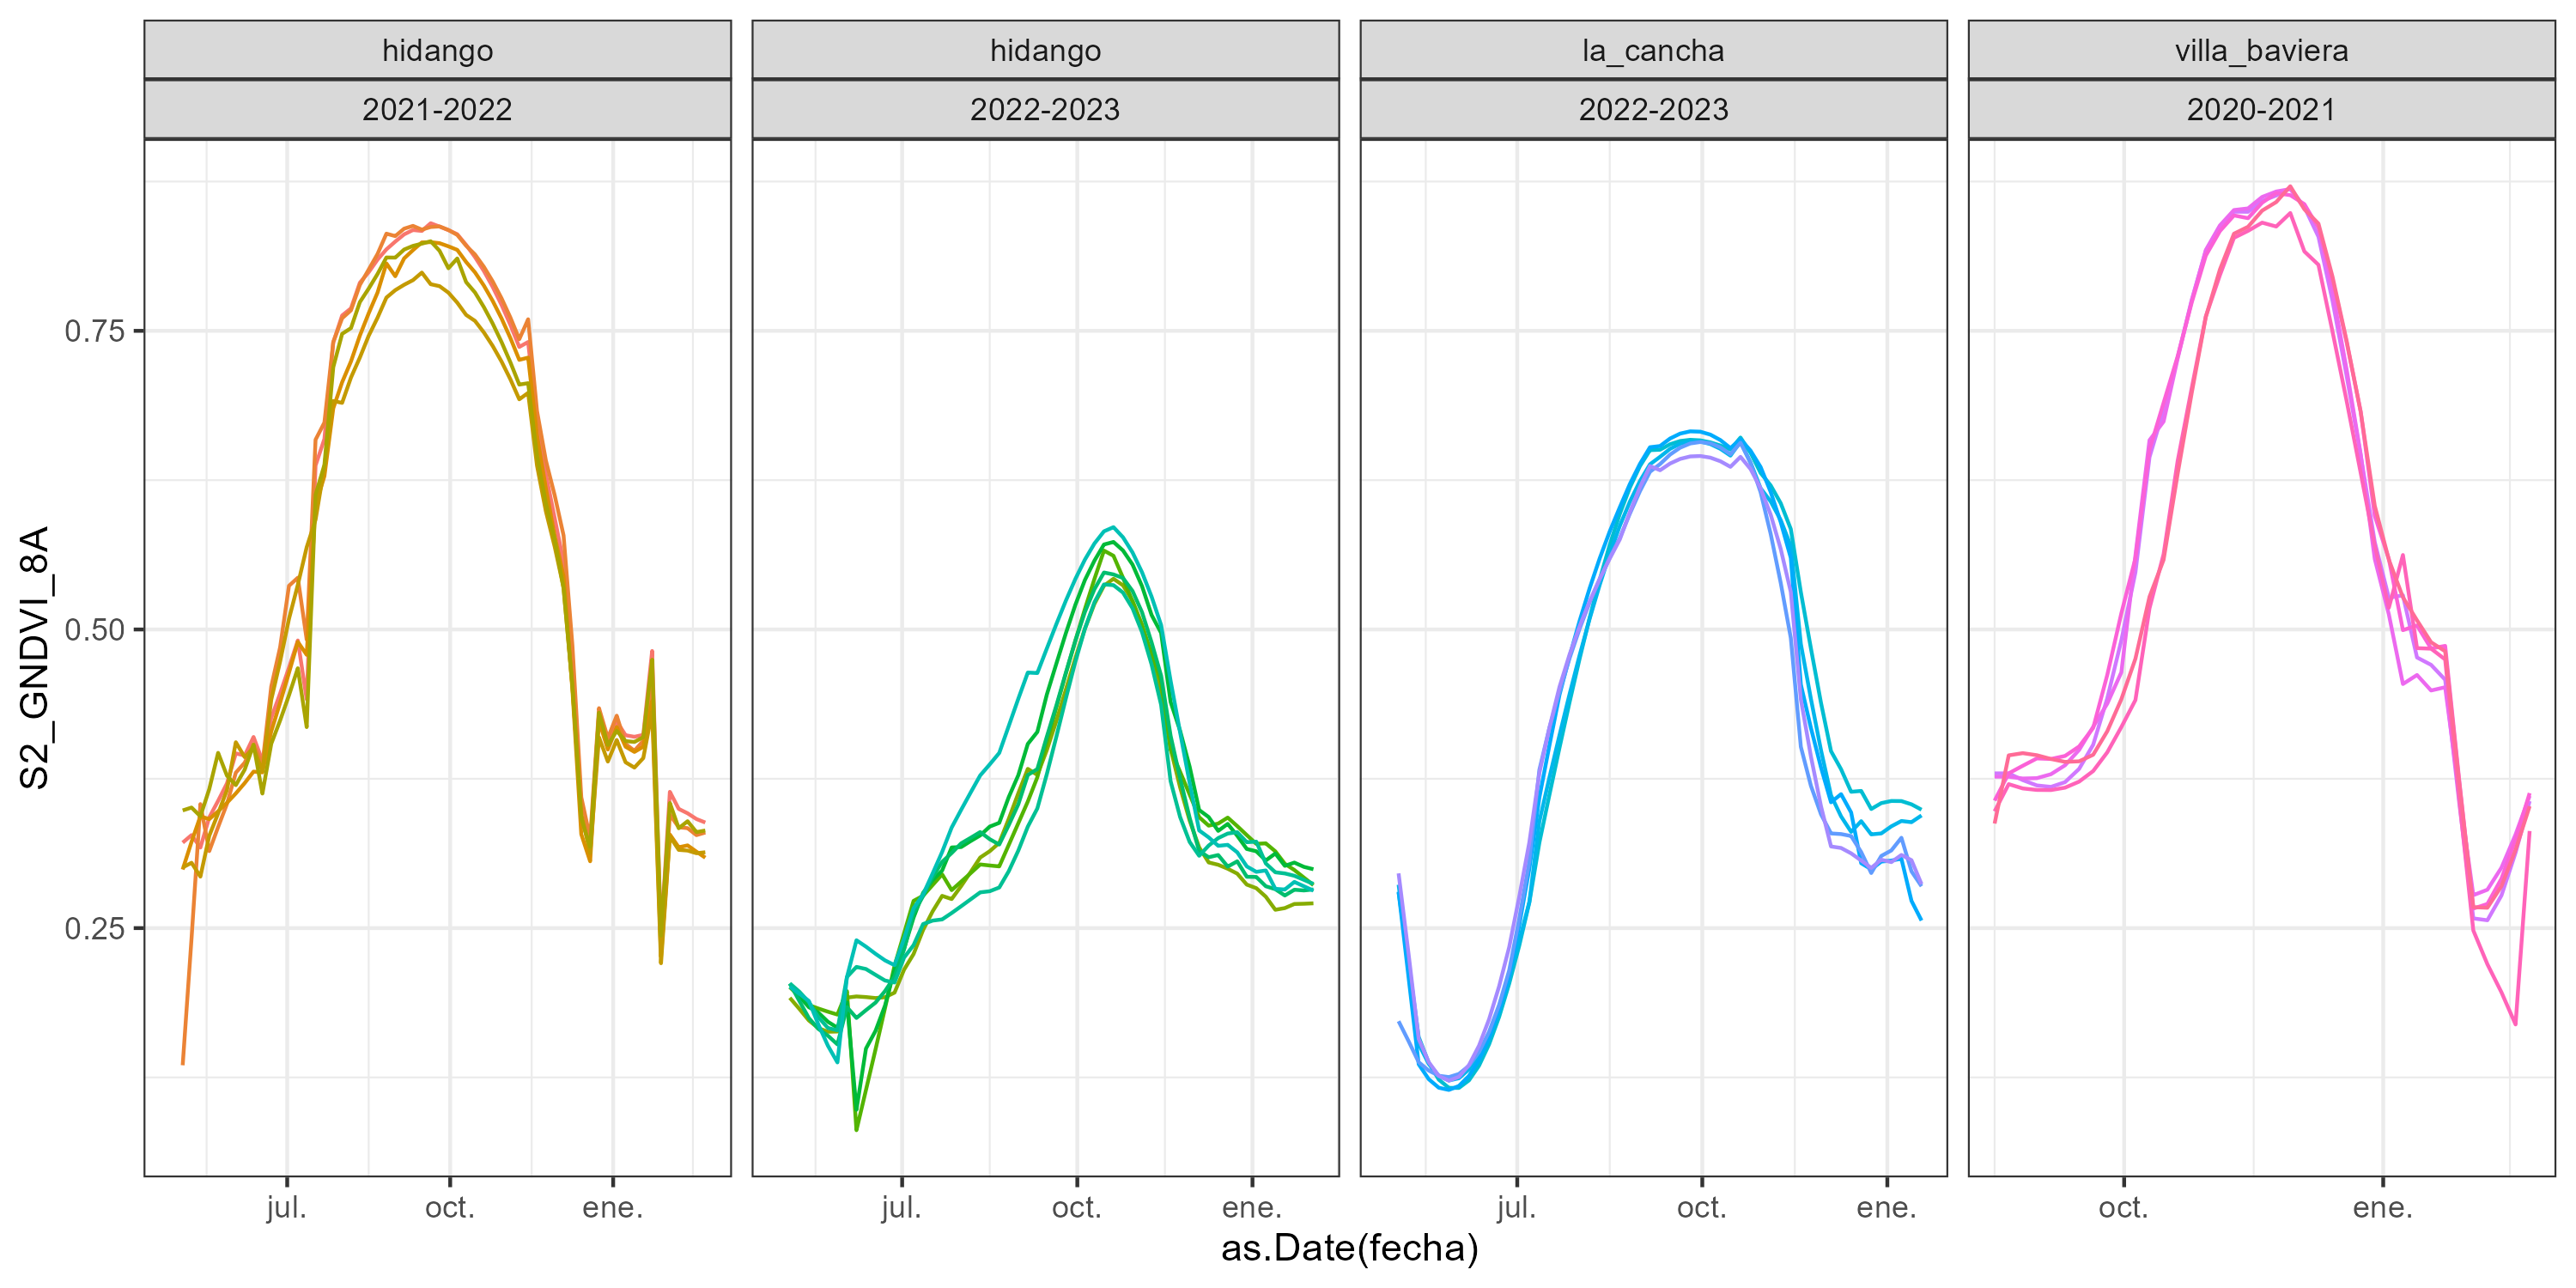 hidango hidango la_cancha villa_baviera
2021-2022 2022-2023 2022-2023 2020-2021
S2_GNDVI_8A
0.75
0.50
0.25
jul. oct. ene. jul. oct. ene. jul. oct. ene. oct. ene.
as.Date(fecha)